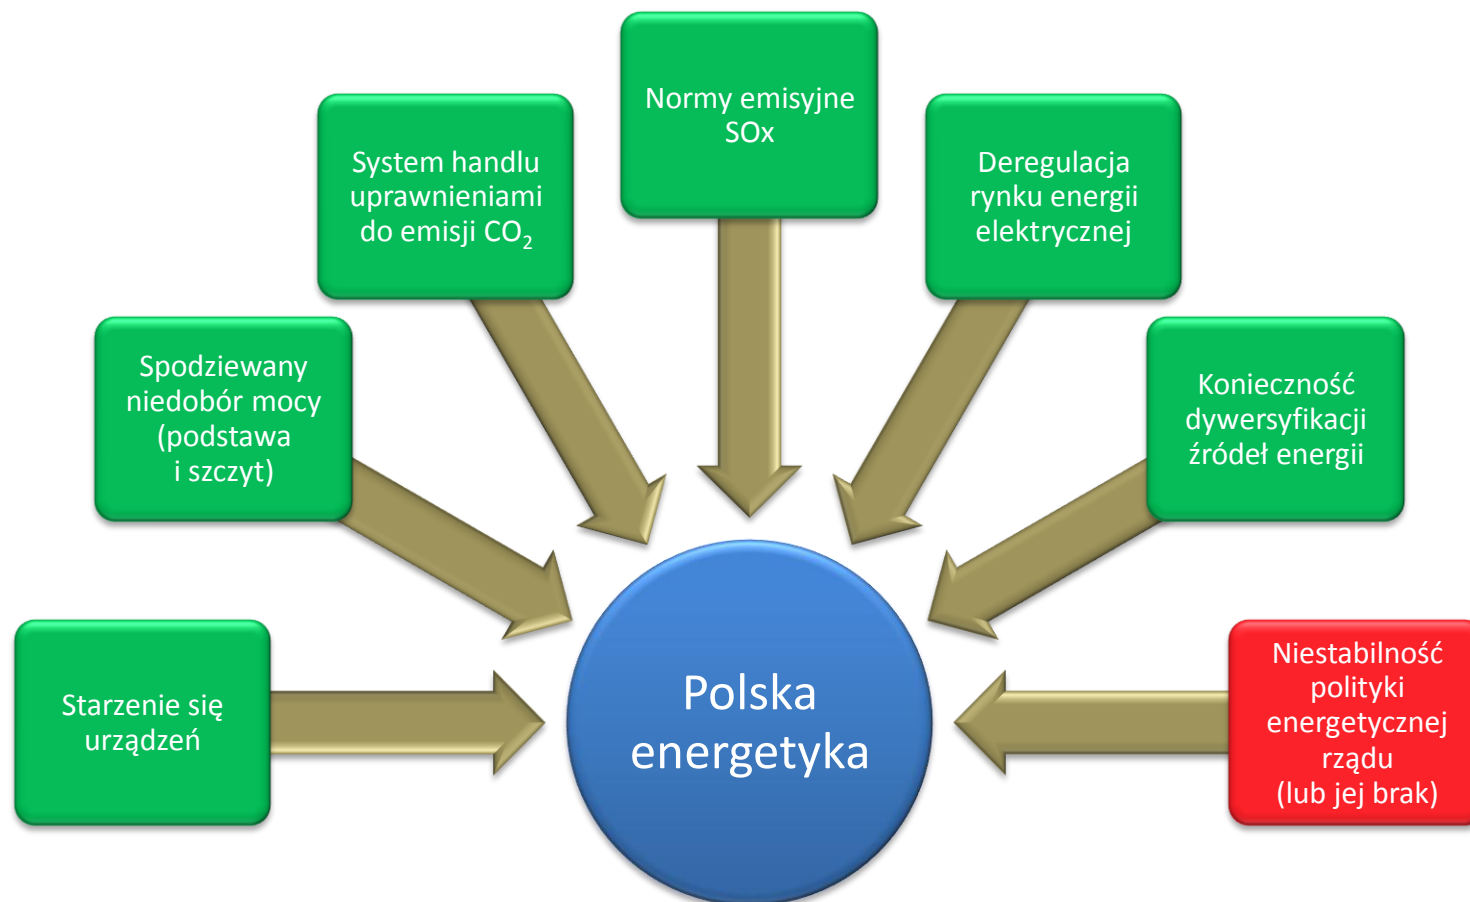 Normy emisyjne
SOx
System handlu
uprawnieniami
do emisji CO₂
Deregulacja
rynku energii
elektrycznej
Spodziewany
niedobór mocy
(podstawa
i szczyt)
Konieczność
dywersyfikacji
źródeł energii
Starzenie się
urządzeń
Polska
energetyka
Niestabilność
polityki
energetycznej
rządu
(lub jej brak)